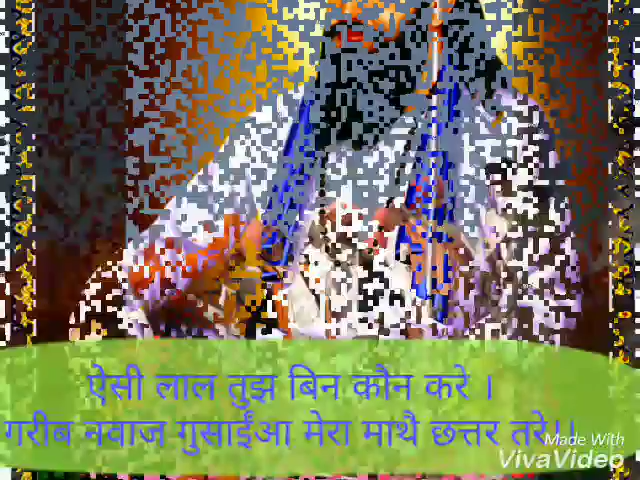 ऐसी लाल तुझ बिन कौन करे ।
गरीब नवाज गुसाईंआ मेरा माथै छत्तर तरे।।
Made With
VivaVideo